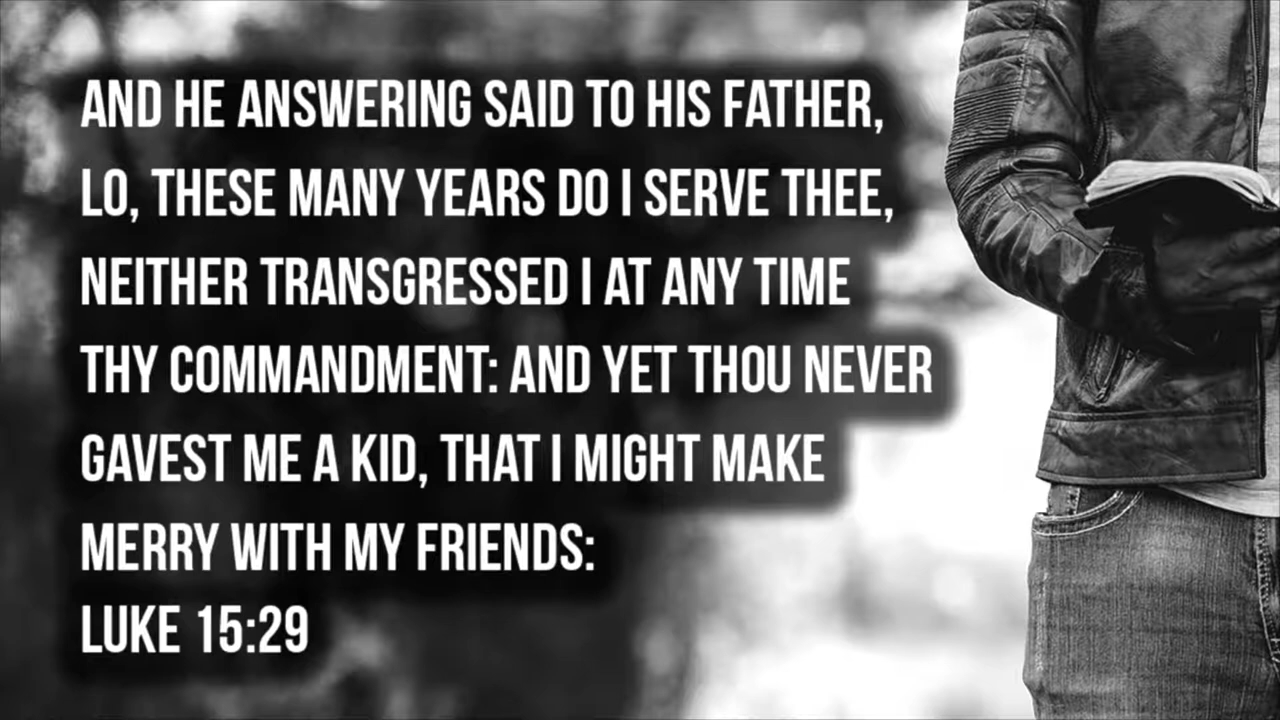 AND HE ANSWERING SAID TO HIS FATHER,
LO, THESE MANY YEARS DO I SERVE THEE,
NEITHER TRANSGRESSED I AT ANY TIME
THY COMMANDMENT: AND YET THOU NEVER
GAVEST ME A KID, THAT I MIGHT MAKE
MERRY WITH MY FRIENDS:
LUKE 15:29